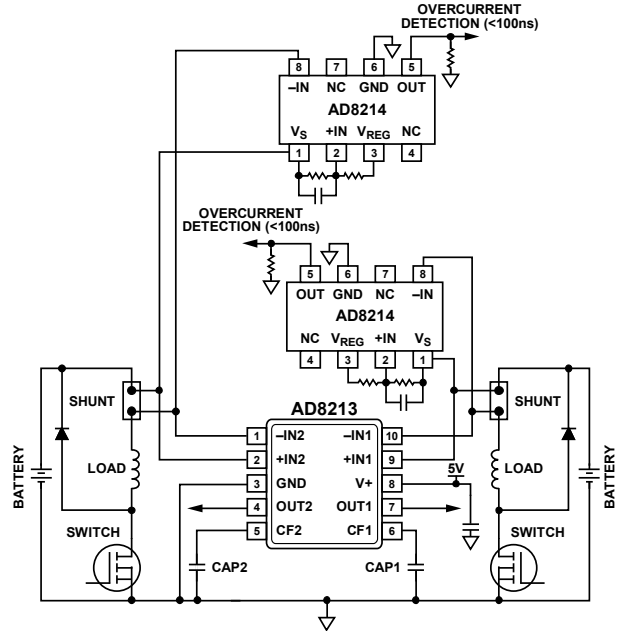 OVERCURRENT
DETECTION (<100ns)
8 7 6 5
–IN NC GND OUT
AD8214
VS +IN VREG NC
1 2 3 4
OVERCURRENT
DETECTION (<100ns)
5 6 7 8
OUT GND NC –IN
AD8214
NC VREG +IN VS
4 3 2 1
SHUNT
AD8213
SHUNT
1 –IN2 –IN1 10
2 +IN2 +IN1 9
5V
3 GND V+ 8
4 OUT2 OUT1 7
5 CF2 CF1 6
BATTERY
LOAD
LOAD
BATTERY
SWITCH
SWITCH
CAP2
CAP1